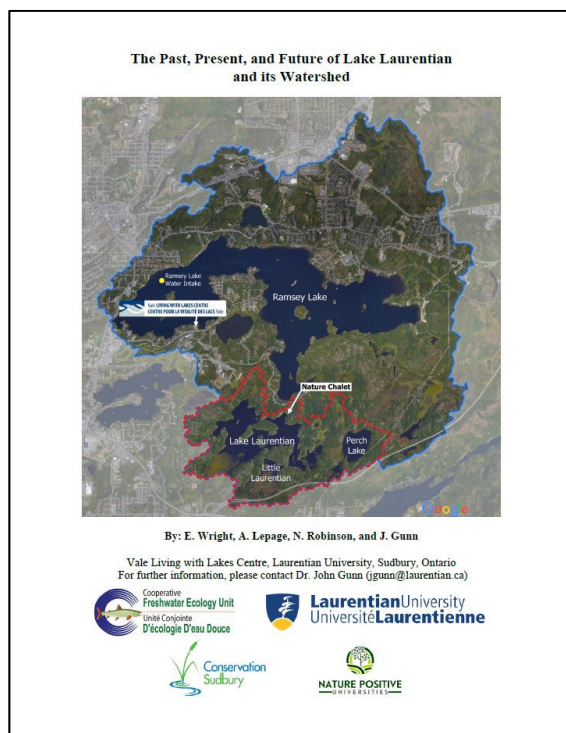 The Past, Present, and Future of Lake Laurentian
and its Watershed
Ramsey Lake
Water Intake
Vale LIVING WITH LAKES CENTRE
CENTRE POUR LA VITALITÉ DES LACS Vale
Ramsey Lake
Nature Chalet
Lake Laurentian
Perch
Lake
Little
Laurentian
Google
By: E. Wright, A. Lepage, N. Robinson, and J. Gunn
Vale Living with Lakes Centre, Laurentian University, Sudbury, Ontario
For further information, please contact Dr. John Gunn (jgunn@laurentian.ca)
Cooperative
Freshwater Ecology Unit
Unité Conjointe
D'écologie D'eau Douce
LaurentianUniversity
UniversitéLaurentienne
Conservation
Sudbury
NATURE POSITIVE
UNIVERSITIES